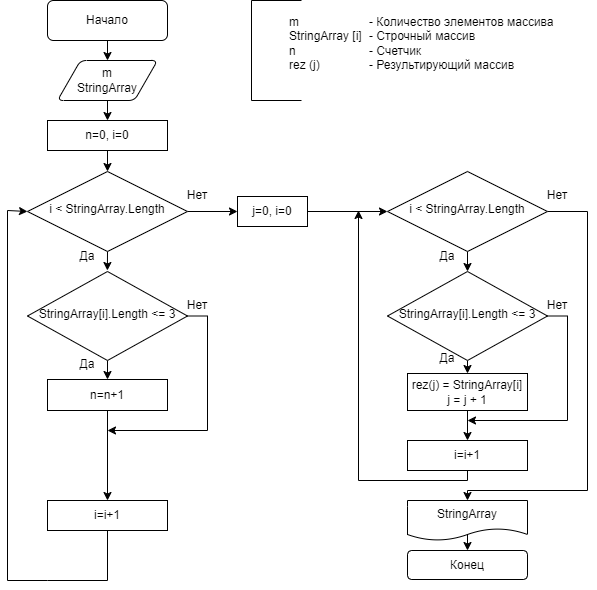 Начало
m - Количество элементов массива
StringArray [i] - Строчный массив
n - Счетчик
rez (j) - Результирующий массив
m
StringArray
n=0, i=0
i < StringArray.Length
Нет
Да
j=0, i=0
i < StringArray.Length
Нет
Да
StringArray[i].Length <= 3
Нет
Да
StringArray[i].Length <= 3
Нет
Да
n=n+1
rez(j) = StringArray[i]
j = j + 1
i=i+1
i=i+1
StringArray
Конец